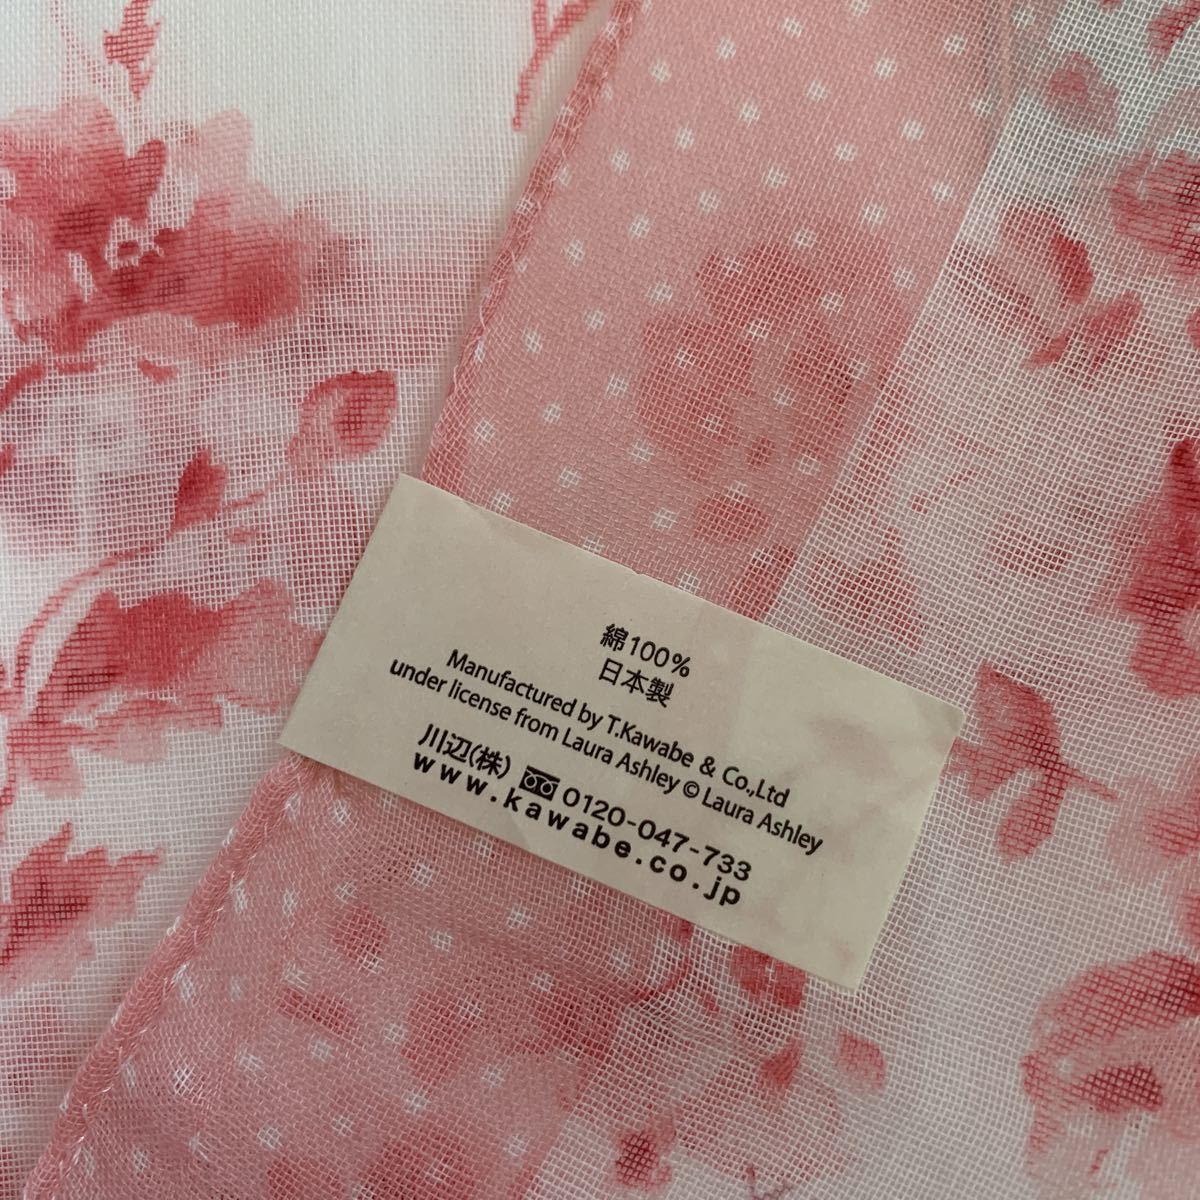 綿100%
日本製
Manufactured by T.Kawabe & Co.,Ltd
under license from Laura Ashley © Laura Ashley
川辺(株) 0120-047-733
www.kawabe.co.jp